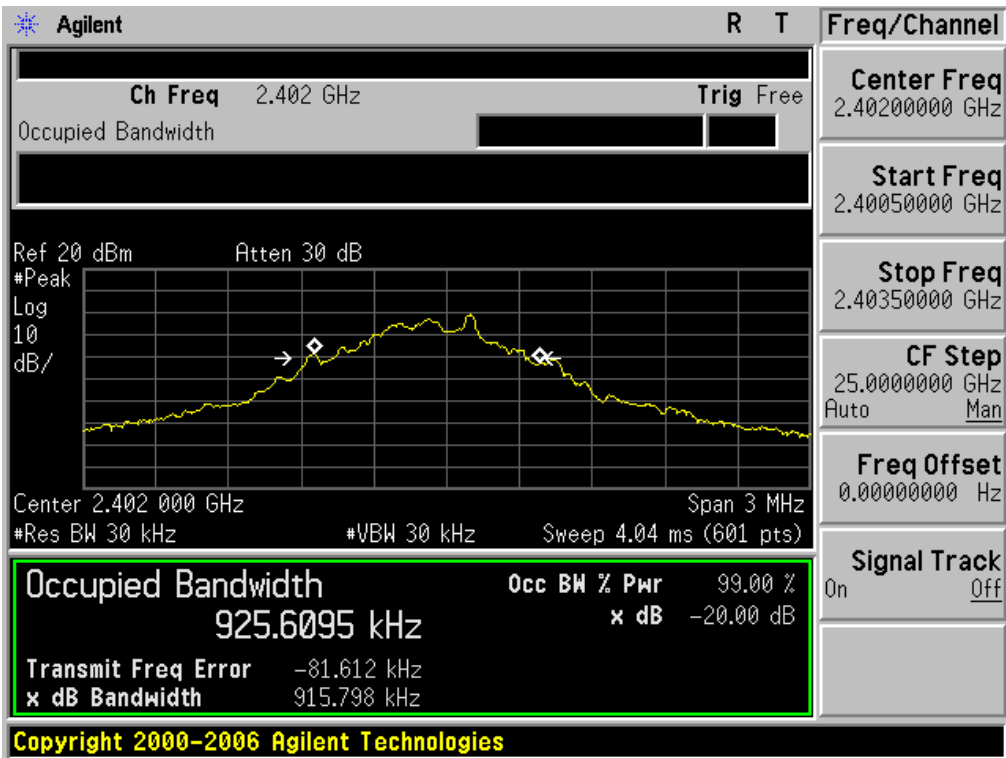 Agilent R T
Ch Freq 2.402 GHz Trig Free
Occupied Bandwidth
Ref 20 dBm Atten 30 dB
#Peak
Log
10
dB/
Center 2.402 000 GHz Span 3 MHz
#Res BW 30 kHz #VBW 30 kHz Sweep 4.04 ms (601 pts)
Occupied Bandwidth Occ BW % Pwr 99.00 %
925.6095 kHz x dB -20.00 dB
Transmit Freq Error -81.612 kHz
x dB Bandwidth 915.798 kHz
Copyright 2000-2006 Agilent Technologies
Freq/Channel
Center Freq
2.40200000 GHz
Start Freq
2.40050000 GHz
Stop Freq
2.40350000 GHz
CF Step
25.0000000 GHz
Auto Man
Freq Offset
0.00000000 Hz
Signal Track
On Off